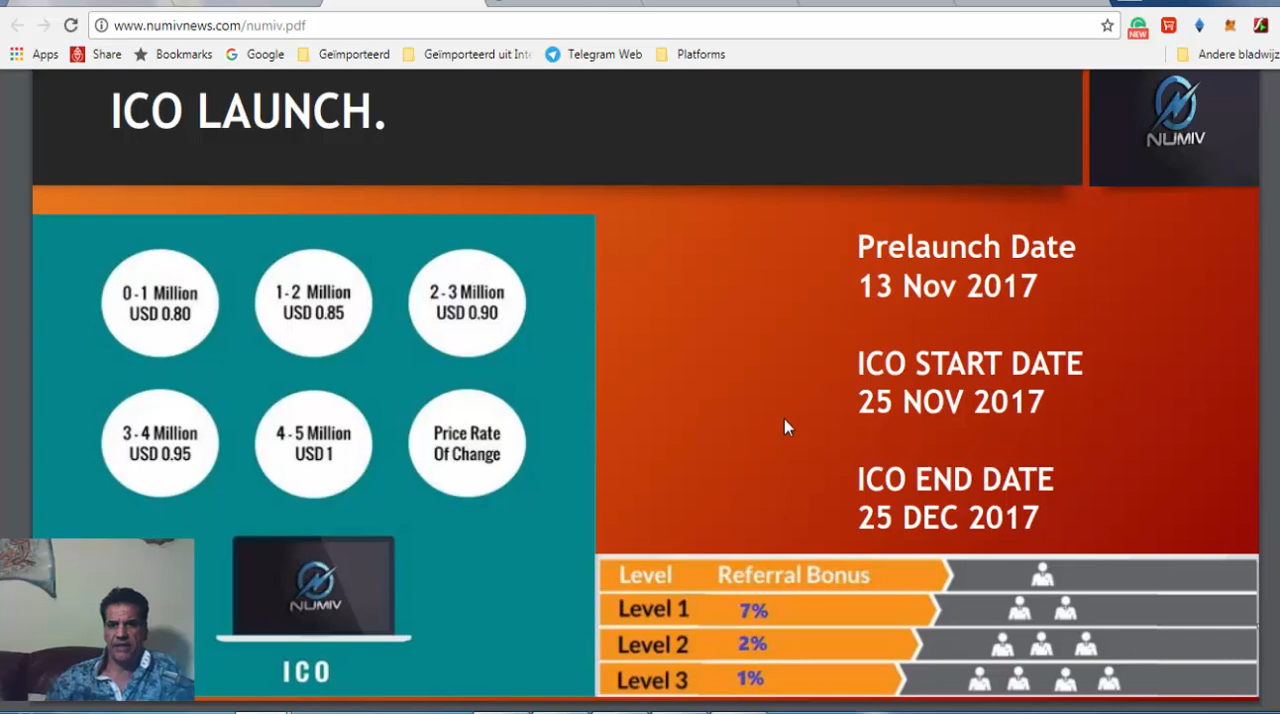 www.numivnews.com/numiv.pdf
NEW
Apps Share Bookmarks Google Geïmporteerd Geïmporteerd uit Inte Telegram Web Platforms Andere bladwijz
ICO LAUNCH.
NUMIV
0-1 Million
USD 0.80
1-2 Million
USD 0.85
2-3 Million
USD 0.90
3-4 Million
USD 0.95
4-5 Million
USD 1
Price Rate
Of Change
NUMIV
ICO
Prelaunch Date
13 Nov 2017
ICO START DATE
25 NOV 2017
ICO END DATE
25 DEC 2017
Level Referral Bonus
Level 1 7%
Level 2 2%
Level 3 1%